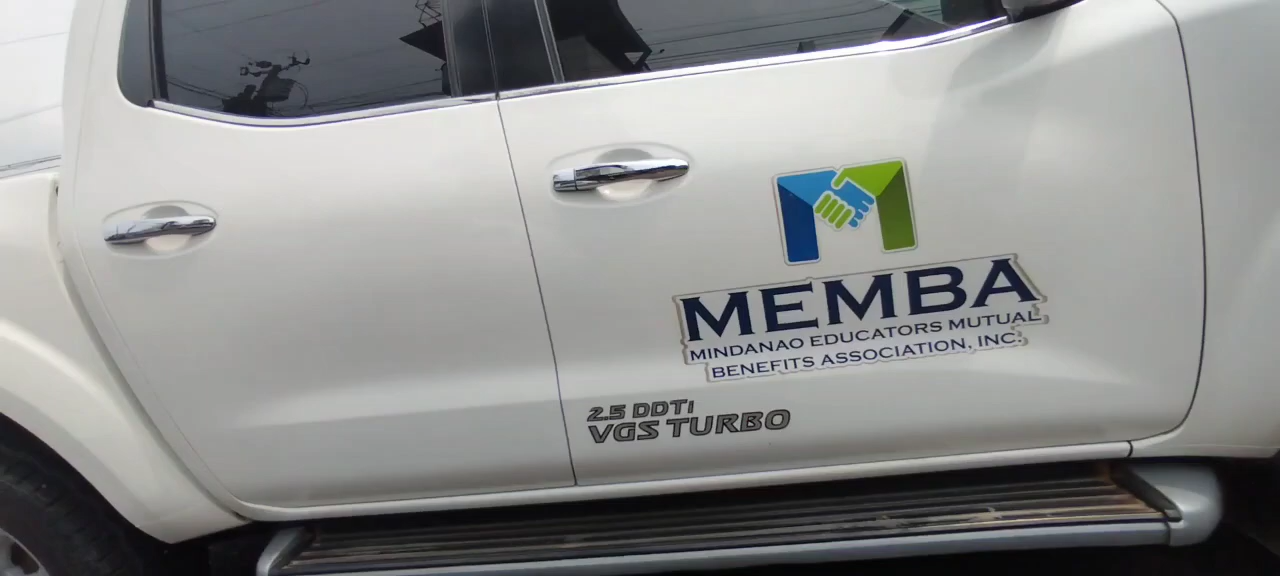 MEMBA
MINDANAO EDUCATORS MUTUAL
BENEFITS ASSOCIATION, INC.
2.5 DDTi
VGS TURBO